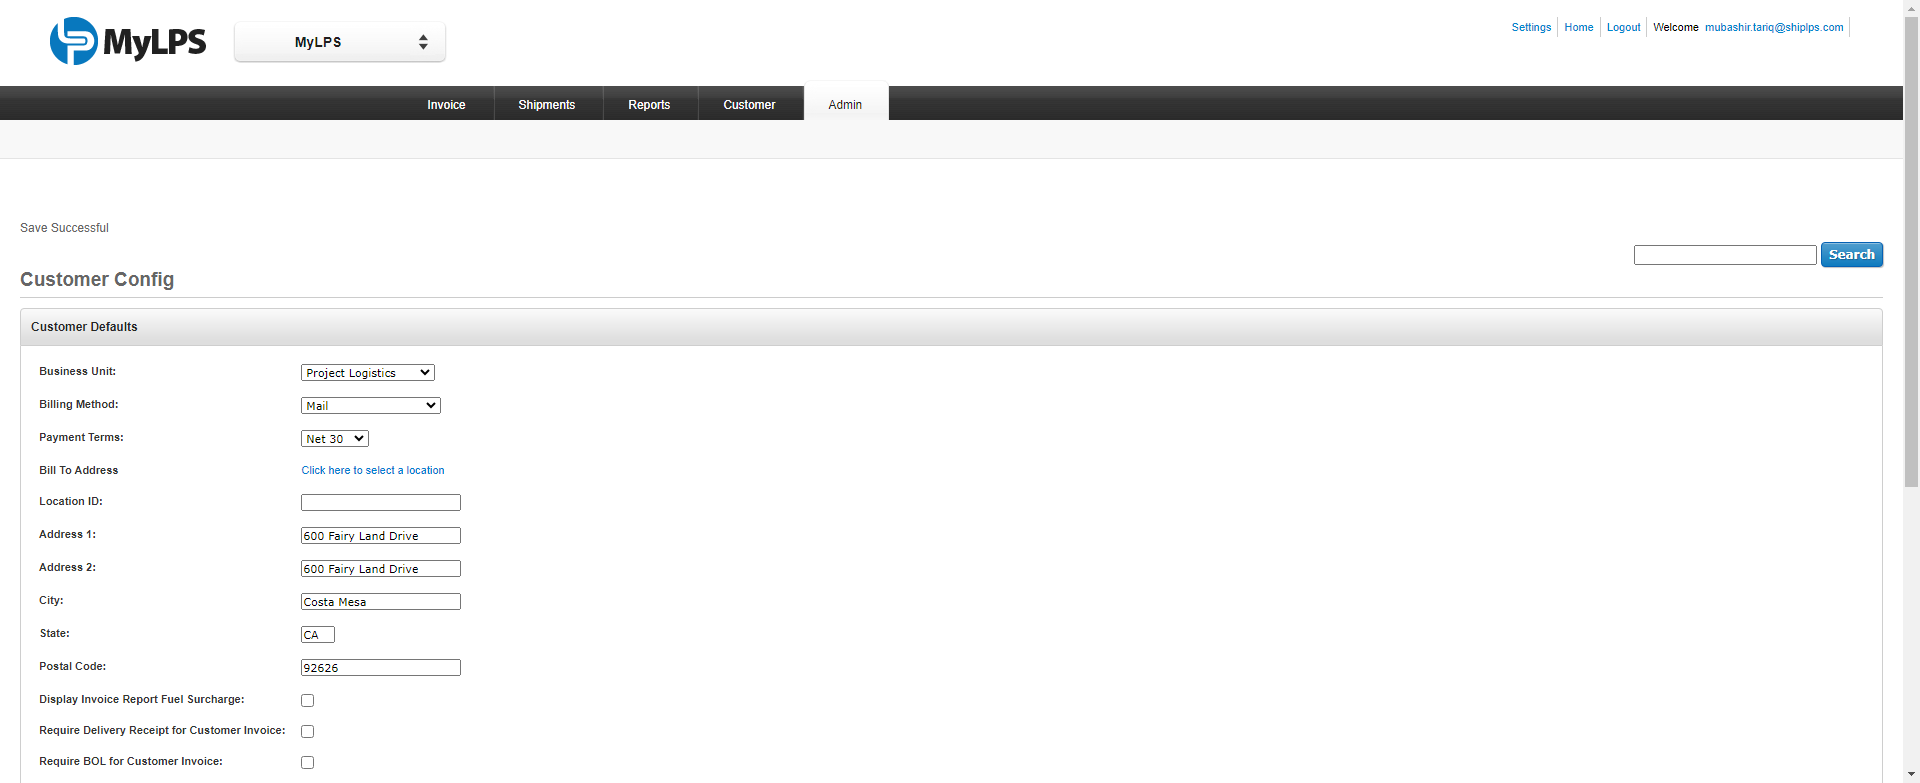 MyLPS
MyLPS
Settings Home Logout Welcome mubashir.tariq@shiplps.com
Invoice Shipments Reports Customer Admin
Save Successful
Search
Customer Config
Customer Defaults
Business Unit: Project Logistics
Billing Method: Mail
Payment Terms: Net 30
Bill To Address Click here to select a location
Location ID:
Address 1: 600 Fairy Land Drive
Address 2: 600 Fairy Land Drive
City: Costa Mesa
State: CA
Postal Code: 92626
Display Invoice Report Fuel Surcharge:
Require Delivery Receipt for Customer Invoice:
Require BOL for Customer Invoice: